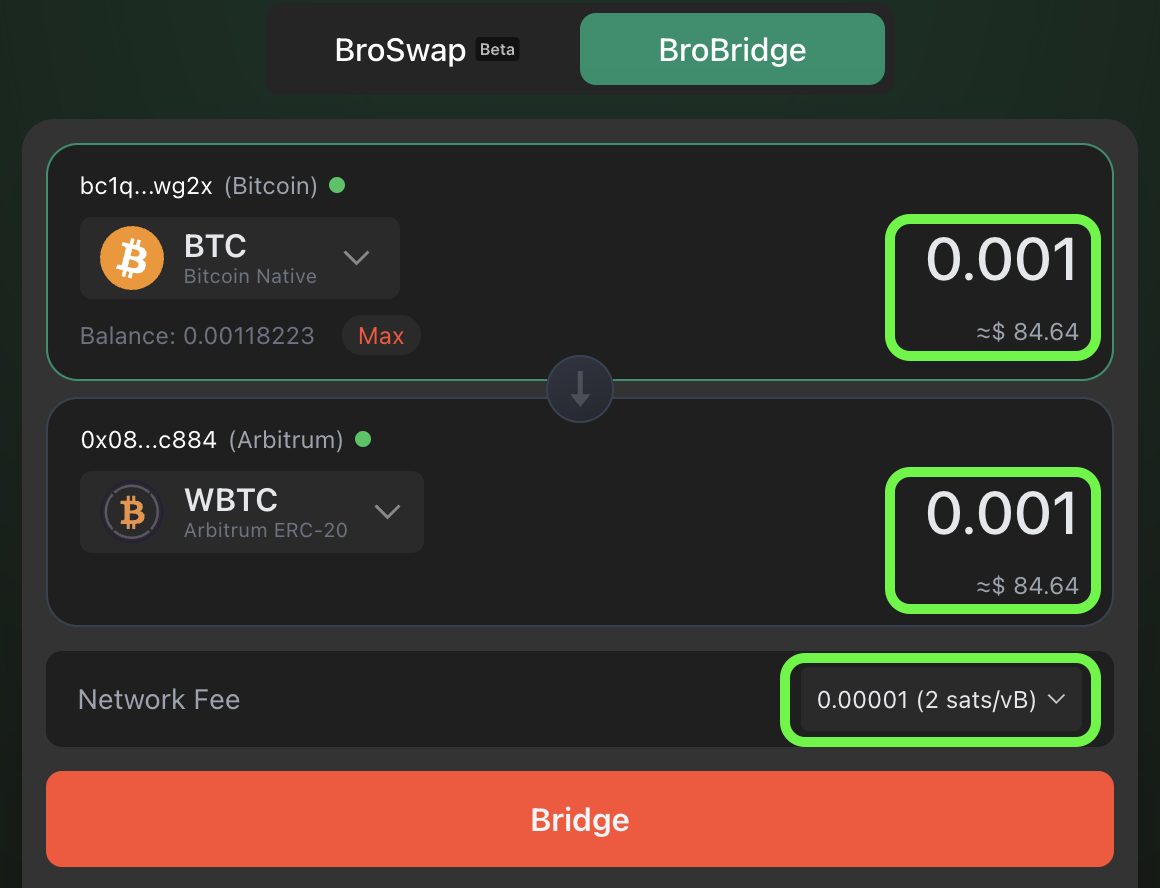 BroSwap Beta BroBridge
bc1q...wg2x (Bitcoin)
BTC
Bitcoin Native
0.001
≈$ 84.64
Balance: 0.00118223 Max
0x08...c884 (Arbitrum)
WBTC
Arbitrum ERC-20
0.001
≈$ 84.64
Network Fee 0.00001 (2 sats/vB)
Bridge